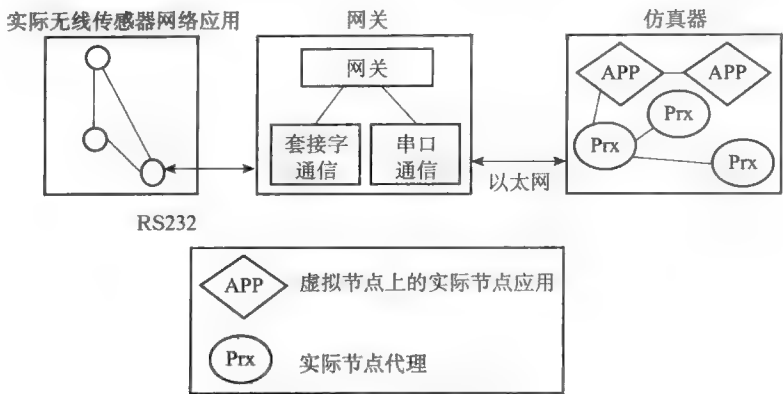 实际无线传感器网络应用
网关
仿真器
网关
套接字
通信
串口
通信
APP
APP
Prx
Prx
Prx
以太网
RS232
APP
虚拟节点上的实际节点应用
Prx
实际节点代理